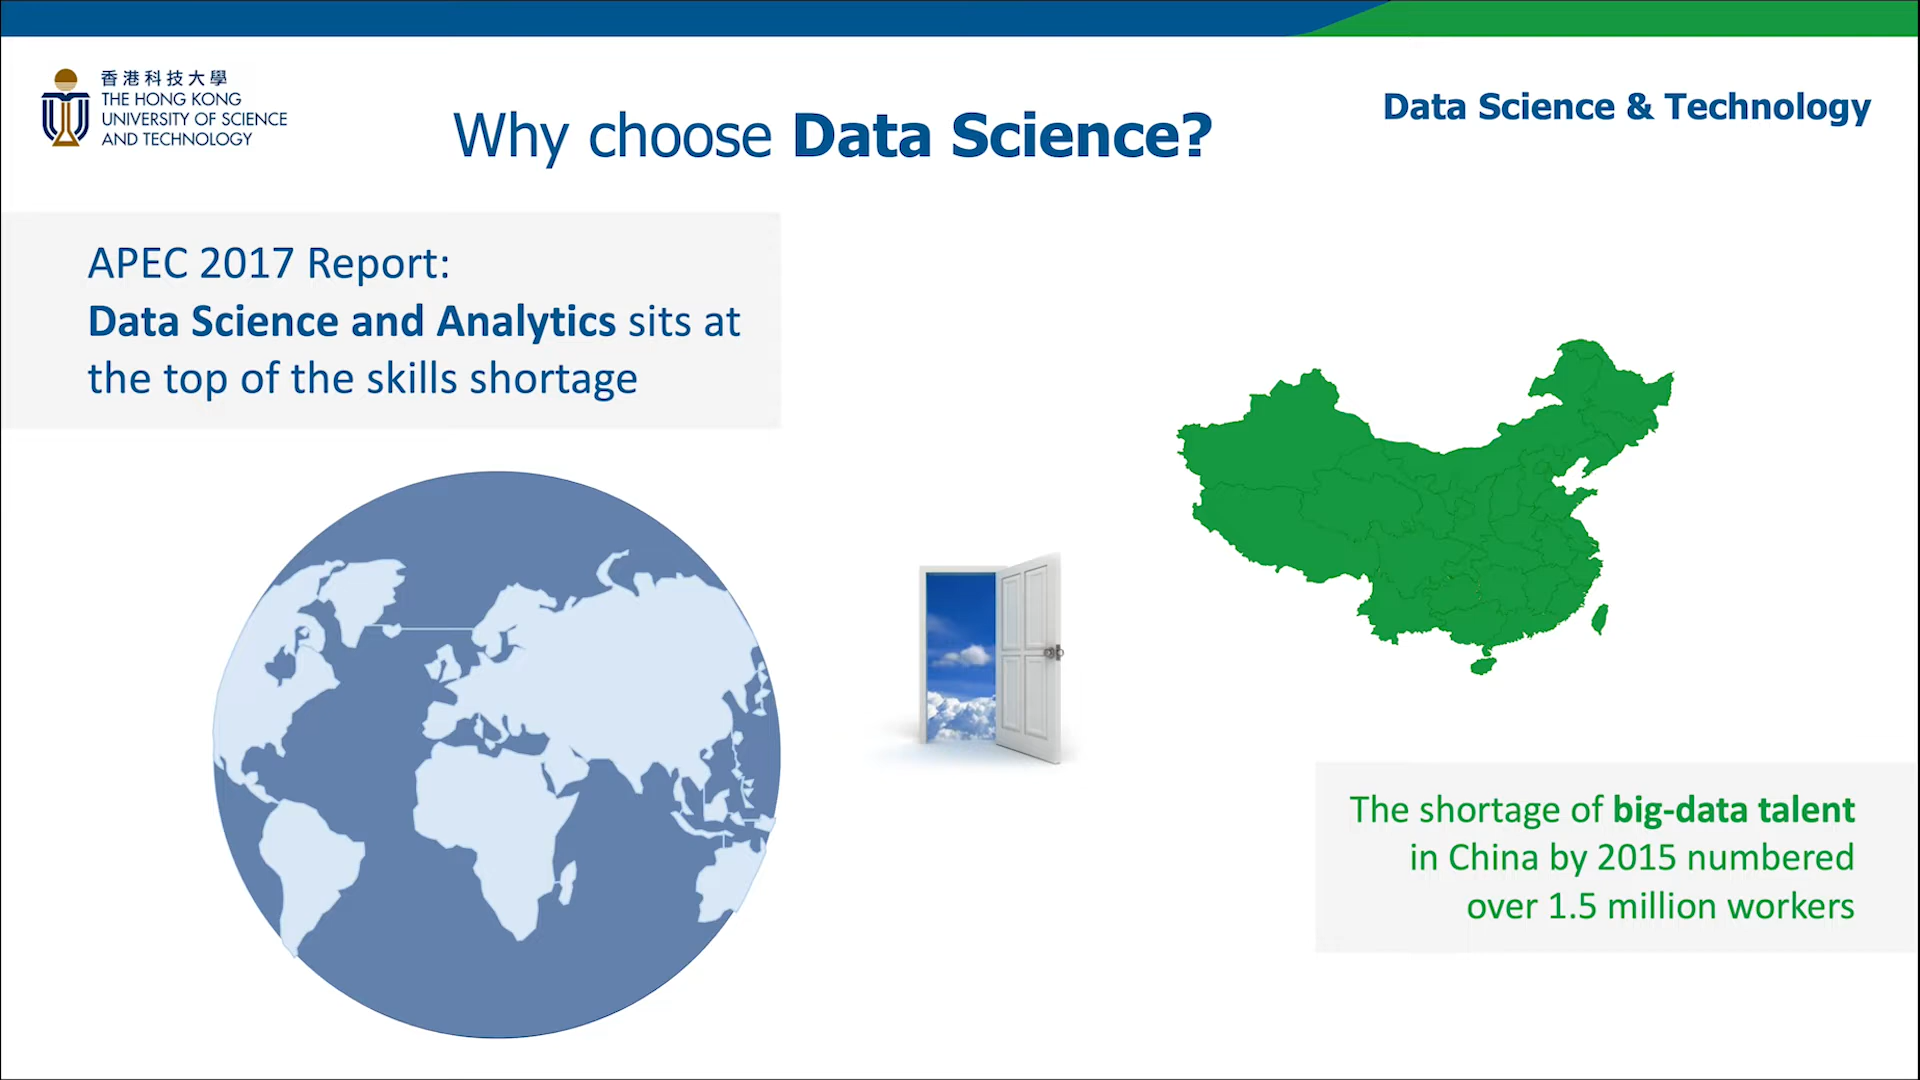 香港科技大學
THE HONG KONG
UNIVERSITY OF SCIENCE
AND TECHNOLOGY
Why choose Data Science?
Data Science & Technology
APEC 2017 Report:
Data Science and Analytics sits at
the top of the skills shortage
The shortage of big-data talent
in China by 2015 numbered
over 1.5 million workers